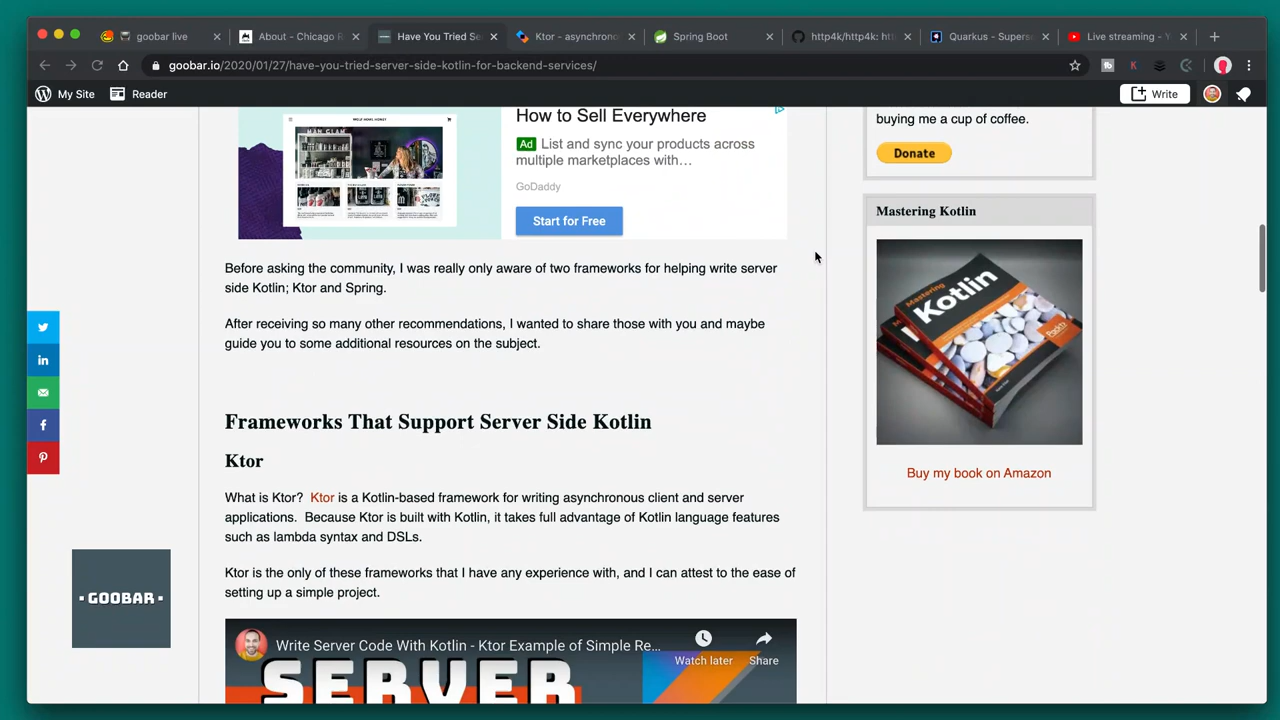 goobar live
About - Chicago R
Have You Tried Se
Ktor - asynchronou
Spring Boot
http4k/http4k: ht
Quarkus - Supers
Live streaming - Y
goobar.io/2020/01/27/have-you-tried-server-side-kotlin-for-backend-services/
My Site
Reader
Write
How to Sell Everywhere
Ad List and sync your products across
multiple marketplaces with...
GoDaddy
Start for Free
buying me a cup of coffee.
Donate
Mastering Kotlin
Mastering
Kotlin
Buy my book on Amazon
Before asking the community, I was really only aware of two frameworks for helping write server
side Kotlin; Ktor and Spring.
After receiving so many other recommendations, I wanted to share those with you and maybe
guide you to some additional resources on the subject.
Frameworks That Support Server Side Kotlin
Ktor
What is Ktor? Ktor is a Kotlin-based framework for writing asynchronous client and server
applications. Because Ktor is built with Kotlin, it takes full advantage of Kotlin language features
such as lambda syntax and DSLs.
Ktor is the only of these frameworks that I have any experience with, and I can attest to the ease of
setting up a simple project.
GOOBAR
Write Server Code With Kotlin - Ktor Example of Simple Re...
Watch later
Share
SERVER